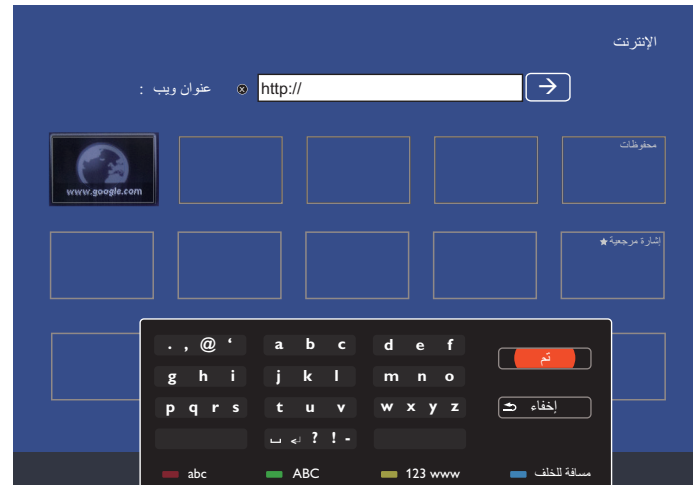 الإنترنت
عنوان ويب : http://
محفوظات
www.google.com
إشارة مرجعية
. , @ ‘ a b c d e f
تم
g h i j k l m n o
p q r s t u v w x y z
إخفاء
? ! -
abc ABC 123 www مسافة للخلف